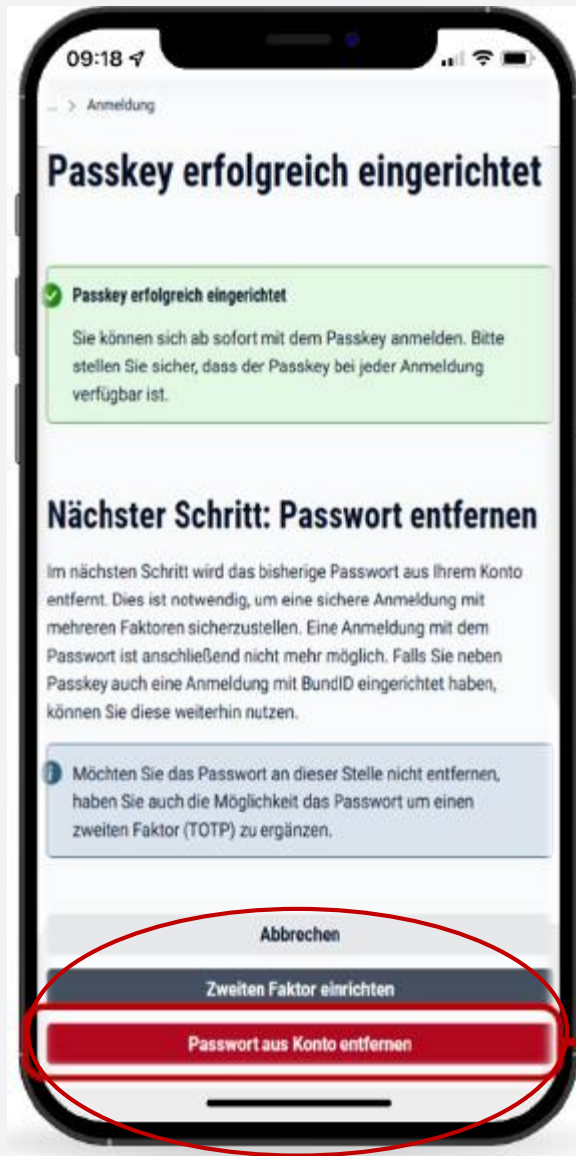 09:18
... > Anmeldung
Passkey erfolgreich eingerichtet
Passkey erfolgreich eingerichtet
Sie können sich ab sofort mit dem Passkey anmelden. Bitte
stellen Sie sicher, dass der Passkey bei jeder Anmeldung
verfügbar ist.
Nächster Schritt: Passwort entfernen
Im nächsten Schritt wird das bisherige Passwort aus Ihrem Konto
entfernt. Dies ist notwendig, um eine sichere Anmeldung mit
mehreren Faktoren sicherzustellen. Eine Anmeldung mit dem
Passwort ist anschließend nicht mehr möglich. Falls Sie neben
Passkey auch eine Anmeldung mit BundID eingerichtet haben,
können Sie diese weiterhin nutzen.
Möchten Sie das Passwort an dieser Stelle nicht entfernen,
haben Sie auch die Möglichkeit das Passwort um einen
zweiten Faktor (TOTP) zu ergänzen.
Abbrechen
Zweiten Faktor einrichten
Passwort aus Konto entfernen